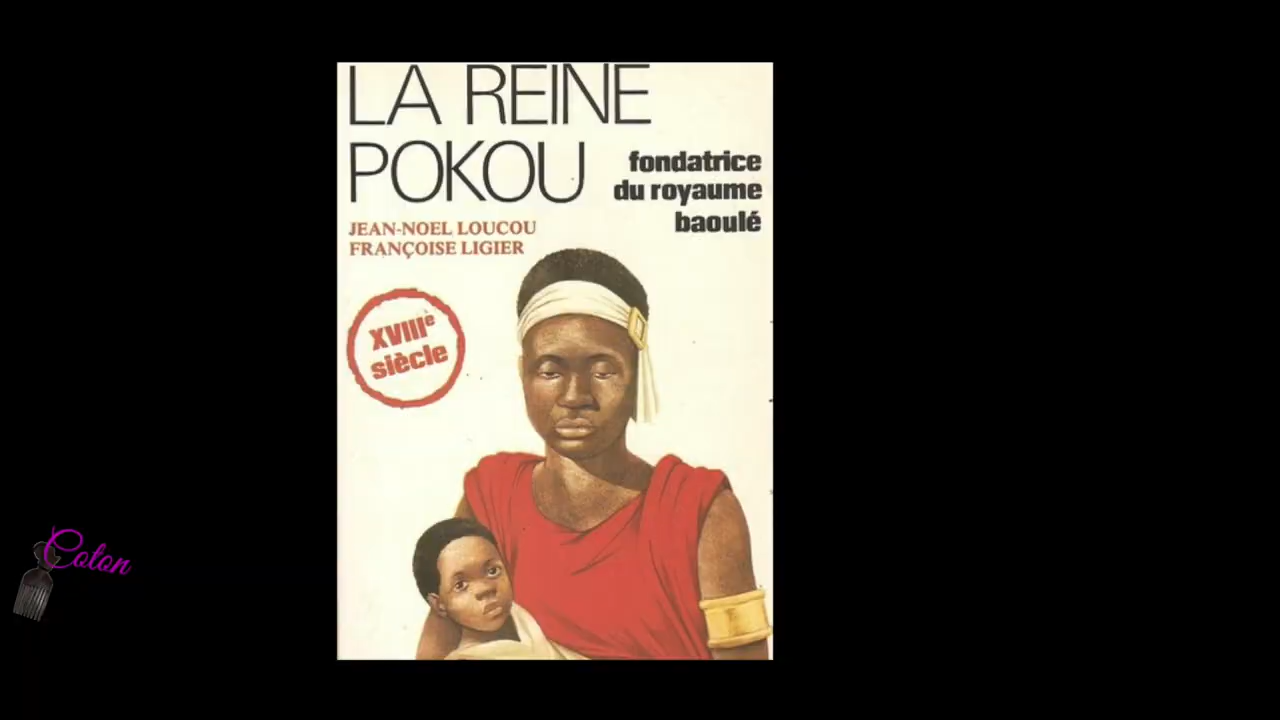 LA REINE
POKOU
fondatrice
du royaume
baoulé
JEAN-NOEL LOUCOU
FRANÇOISE LIGIER
XVIIIe
siècle
Coton